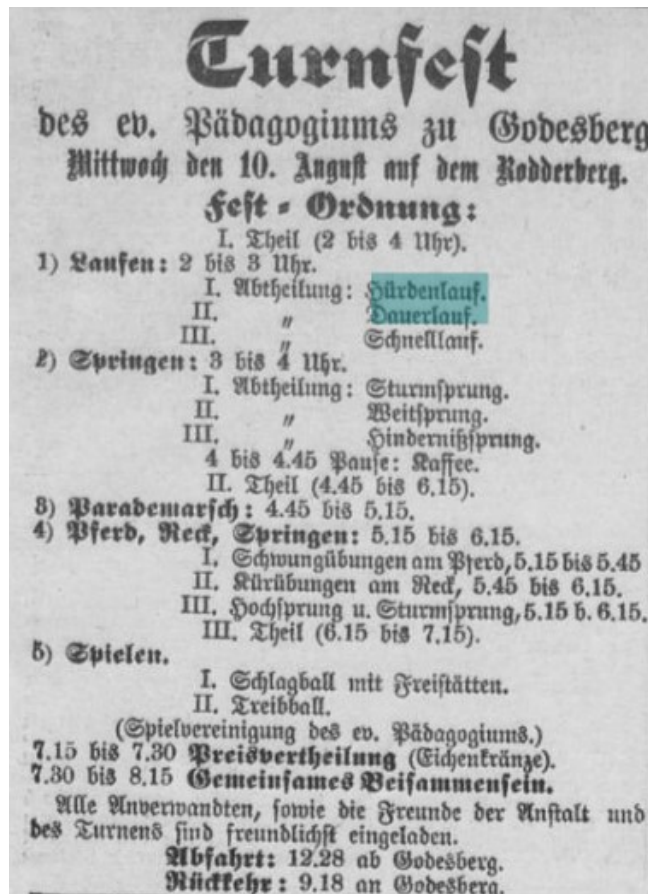 Turnfest
des ev. Pädagogiums zu Godesberg
Mittwoch den 10. August auf dem Rodderberg.
Fest-Ordnung:
I. Theil (2 bis 4 Uhr).
1) Laufen: 2 bis 3 Uhr.
I. Abtheilung: Hürdenlauf.
II. „ Dauerlauf.
III. „ Schnelllauf.
2) Springen: 3 bis 4 Uhr.
I. Abtheilung: Sturmsprung.
II. „ Weitsprung.
III. „ Hindernißsprung.
4 bis 4.45 Pause: Kaffee.
II. Theil (4.45 bis 6.15).
3) Parademarsch: 4.45 bis 5.15.
4) Pferd, Reck, Springen: 5.15 bis 6.15.
I. Schwungübungen am Pferd, 5.15 bis 5.45
II. Kürübungen am Reck, 5.45 bis 6.15.
III. Hochsprung u. Sturmsprung, 5.15 b. 6.15.
III. Theil (6.15 bis 7.15).
5) Spielen.
I. Schlagball mit Freistätten.
II. Treibball.
(Spielvereinigung des ev. Pädagogiums.)
7.15 bis 7.30 Preisvertheilung (Eichenkränze).
7.30 bis 8.15 Gemeinsames Beisammensein.
Alle Anverwandten, sowie die Freunde der Anstalt und
des Turnens sind freundlichst eingeladen.
Abfahrt: 12.28 ab Godesberg.
Rückkehr: 9.18 an Godesberg.